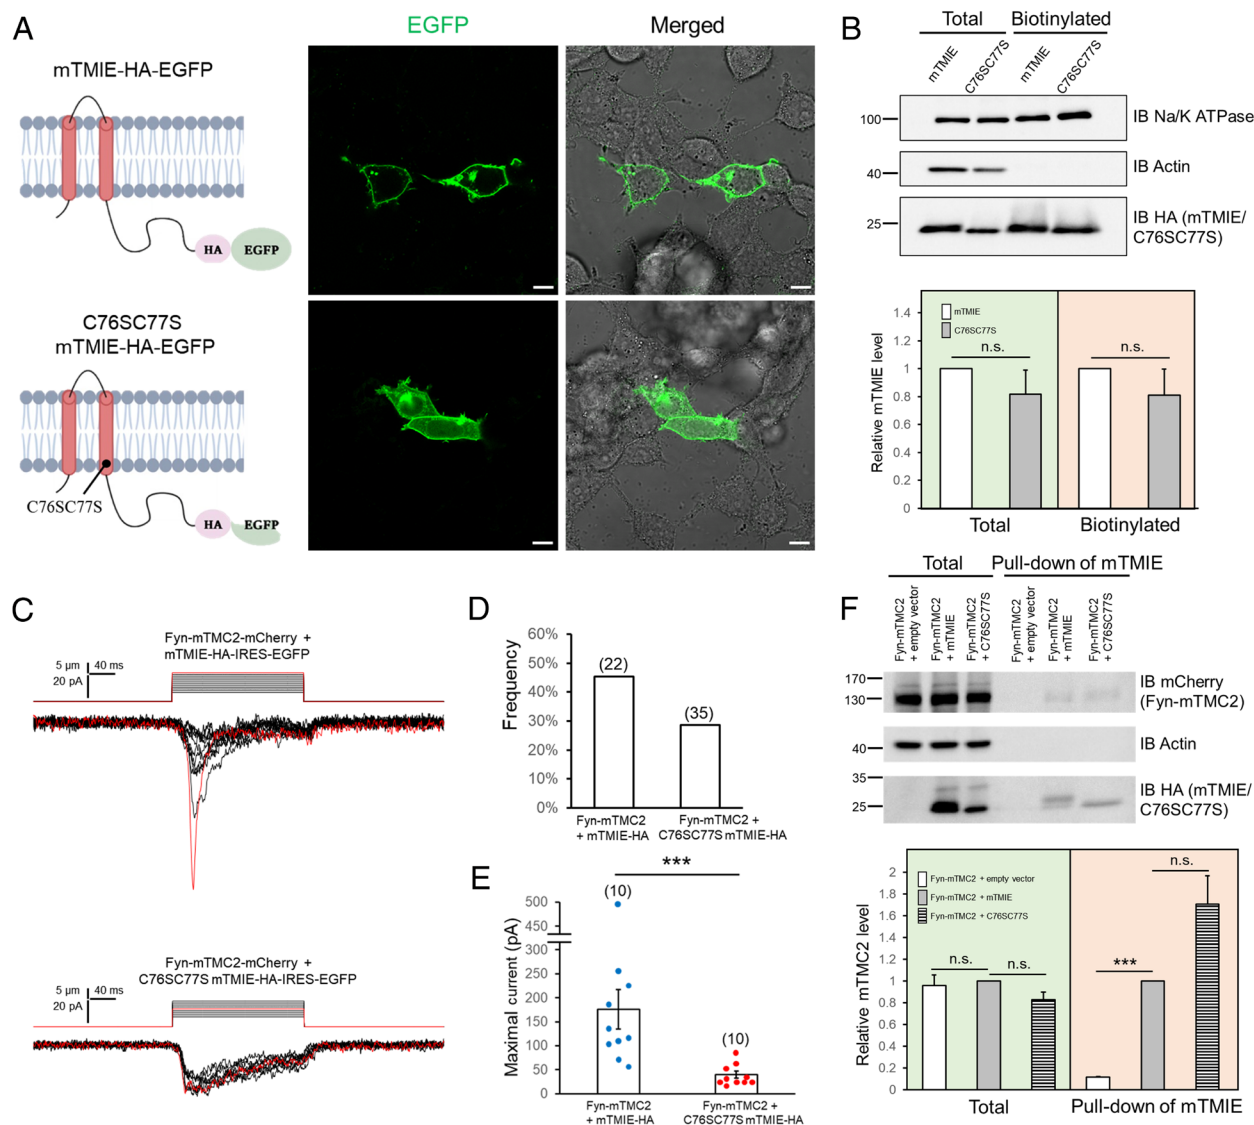 A
EGFP
Merged
mTMIE-HA-EGFP
HA
EGFP
C76SC77S
mTMIE-HA-EGFP
C76SC77S
HA
EGFP
B
Total
Biotinylated
mTMIE
C76SC77S
mTMIE
C76SC77S
100
IB Na/K ATPase
40
IB Actin
25
IB HA (mTMIE/
C76SC77S)
Relative mTMIE level
1.4
1.2
1
0.8
0.6
0.4
0.2
0
mTMIE
C76SC77S
n.s.
n.s.
Total
Biotinylated
C
Fyn-mTMC2-mCherry +
mTMIE-HA-IRES-EGFP
5 µm
40 ms
20 pA
Fyn-mTMC2-mCherry +
C76SC77S mTMIE-HA-IRES-EGFP
5 µm
40 ms
20 pA
D
Frequency
60%
50%
40%
30%
20%
10%
0%
(22)
(35)
Fyn-mTMC2
+ mTMIE-HA
Fyn-mTMC2 +
C76SC77S mTMIE-HA
E
***
Maximal current (pA)
500
450
300
250
200
150
100
50
0
(10)
(10)
Fyn-mTMC2
+ mTMIE-HA
Fyn-mTMC2 +
C76SC77S mTMIE-HA
F
Total
Pull-down of mTMIE
Fyn-mTMC2
+ empty vector
Fyn-mTMC2
+ mTMIE
Fyn-mTMC2
+ C76SC77S
Fyn-mTMC2
+ empty vector
Fyn-mTMC2
+ mTMIE
Fyn-mTMC2
+ C76SC77S
170
130
IB mCherry
(Fyn-mTMC2)
40
IB Actin
35
25
IB HA (mTMIE/
C76SC77S)
Relative mTMC2 level
2
1.8
1.6
1.4
1.2
1
0.8
0.6
0.4
0.2
0
Fyn-mTMC2 + empty vector
Fyn-mTMC2 + mTMIE
Fyn-mTMC2 + C76SC77S
n.s.
n.s.
***
n.s.
Total
Pull-down of mTMIE